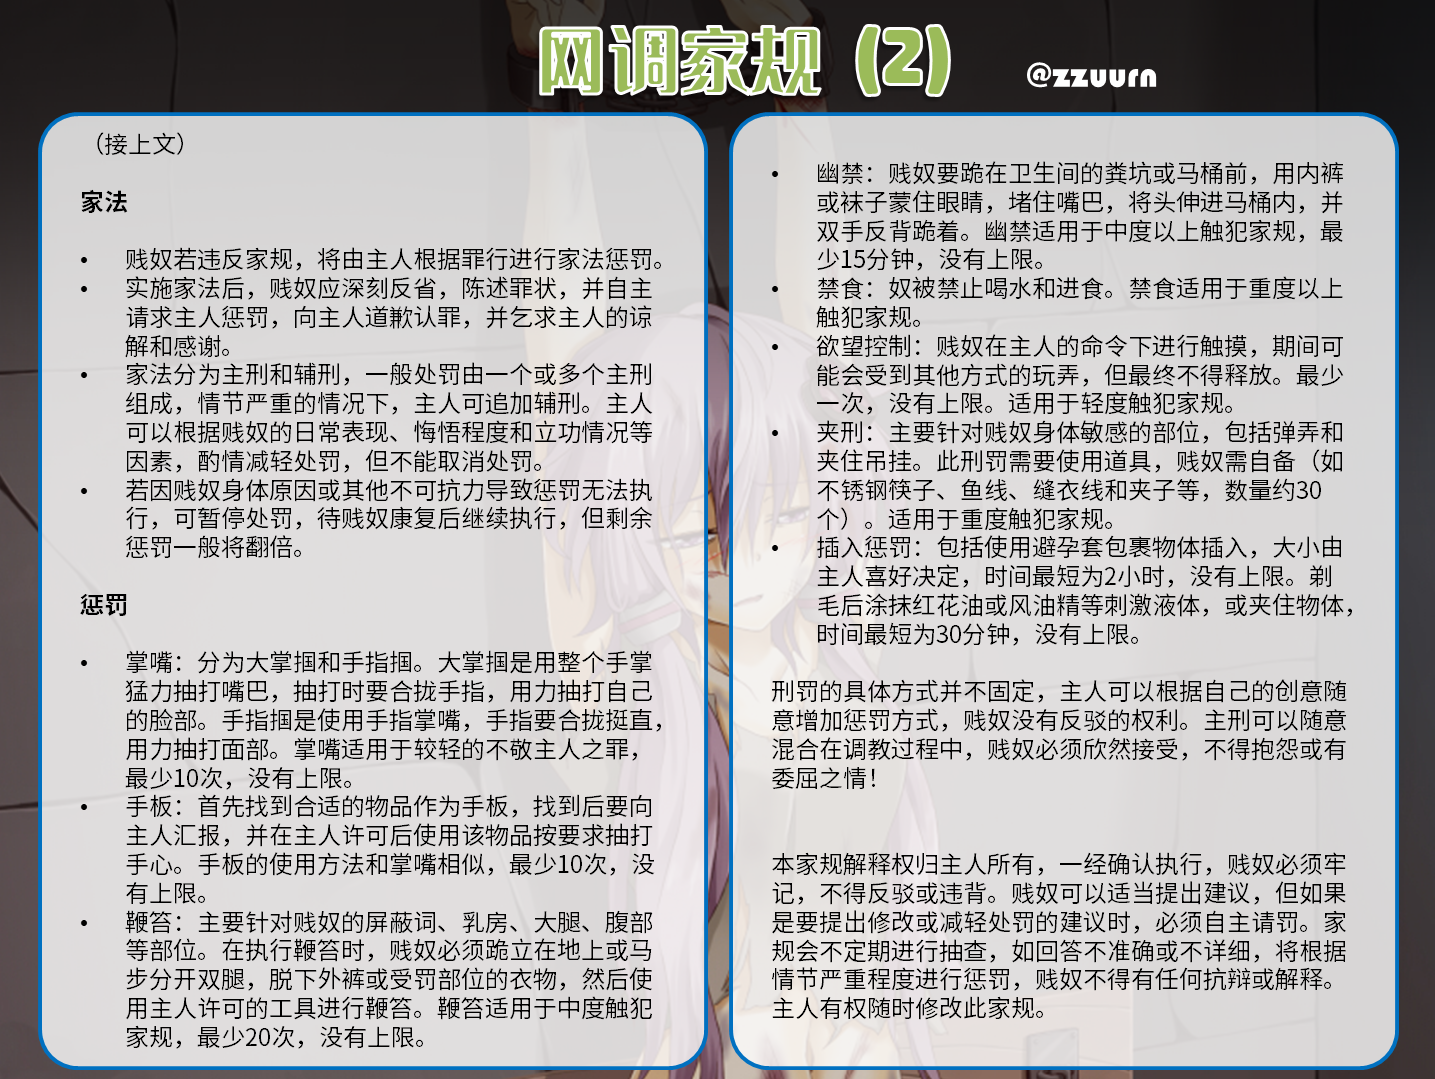 网调家规（2）
@zzuurn
（接上文）
家法
• 贱奴若违反家规，将由主人根据罪行进行家法惩罚。
• 实施家法后，贱奴应深刻反省，陈述罪状，并自主
请求主人惩罚，向主人道歉认罪，并乞求主人的谅
解和感谢。
• 家法分为主刑和辅刑，一般处罚由一个或多个主刑
组成，情节严重的情况下，主人可追加辅刑。主人
可以根据贱奴的日常表现、悔悟程度和立功情况等
因素，酌情减轻处罚，但不能取消处罚。
• 若因贱奴身体原因或其他不可抗力导致惩罚无法执
行，可暂停处罚，待贱奴康复后继续执行，但剩余
惩罚一般将翻倍。
惩罚
• 掌嘴：分为大掌掴和手指掴。大掌掴是用整个手掌
猛力抽打嘴巴，抽打时要合拢手指，用力抽打自己
的脸部。手指掴是使用手指掌嘴，手指要合拢挺直，
用力抽打面部。掌嘴适用于较轻的不敬主人之罪，
最少10次，没有上限。
• 手板：首先找到合适的物品作为手板，找到后要向
主人汇报，并在主人许可后使用该物品按要求抽打
手心。手板的使用方法和掌嘴相似，最少10次，没
有上限。
• 鞭笞：主要针对贱奴的屏蔽词、乳房、大腿、腹部
等部位。在执行鞭笞时，贱奴必须跪立在地上或马
步分开双腿，脱下外裤或受罚部位的衣物，然后使
用主人许可的工具进行鞭笞。鞭笞适用于中度触犯
家规，最少20次，没有上限。
• 幽禁：贱奴要跪在卫生间的粪坑或马桶前，用内裤
或袜子蒙住眼睛，堵住嘴巴，将头伸进马桶内，并
双手反背跪着。幽禁适用于中度以上触犯家规，最
少15分钟，没有上限。
• 禁食：奴被禁止喝水和进食。禁食适用于重度以上
触犯家规。
• 欲望控制：贱奴在主人的命令下进行触摸，期间可
能会受到其他方式的玩弄，但最终不得释放。最少
一次，没有上限。适用于轻度触犯家规。
• 夹刑：主要针对贱奴身体敏感的部位，包括弹弄和
夹住吊挂。此刑罚需要使用道具，贱奴需自备（如
不锈钢筷子、鱼线、缝衣线和夹子等，数量约30
个）。适用于重度触犯家规。
• 插入惩罚：包括使用避孕套包裹物体插入，大小由
主人喜好决定，时间最短为2小时，没有上限。剃
毛后涂抹红花油或风油精等刺激液体，或夹住物体，
时间最短为30分钟，没有上限。
刑罚的具体方式并不固定，主人可以根据自己的创意随
意增加惩罚方式，贱奴没有反驳的权利。主刑可以随意
混合在调教过程中，贱奴必须欣然接受，不得抱怨或有
委屈之情！
本家规解释权归主人所有，一经确认执行，贱奴必须牢
记，不得反驳或违背。贱奴可以适当提出建议，但如果
是要提出修改或减轻处罚的建议时，必须自主请罚。家
规会不定期进行抽查，如回答不准确或不详细，将根据
情节严重程度进行惩罚，贱奴不得有任何抗辩或解释。
主人有权随时修改此家规。